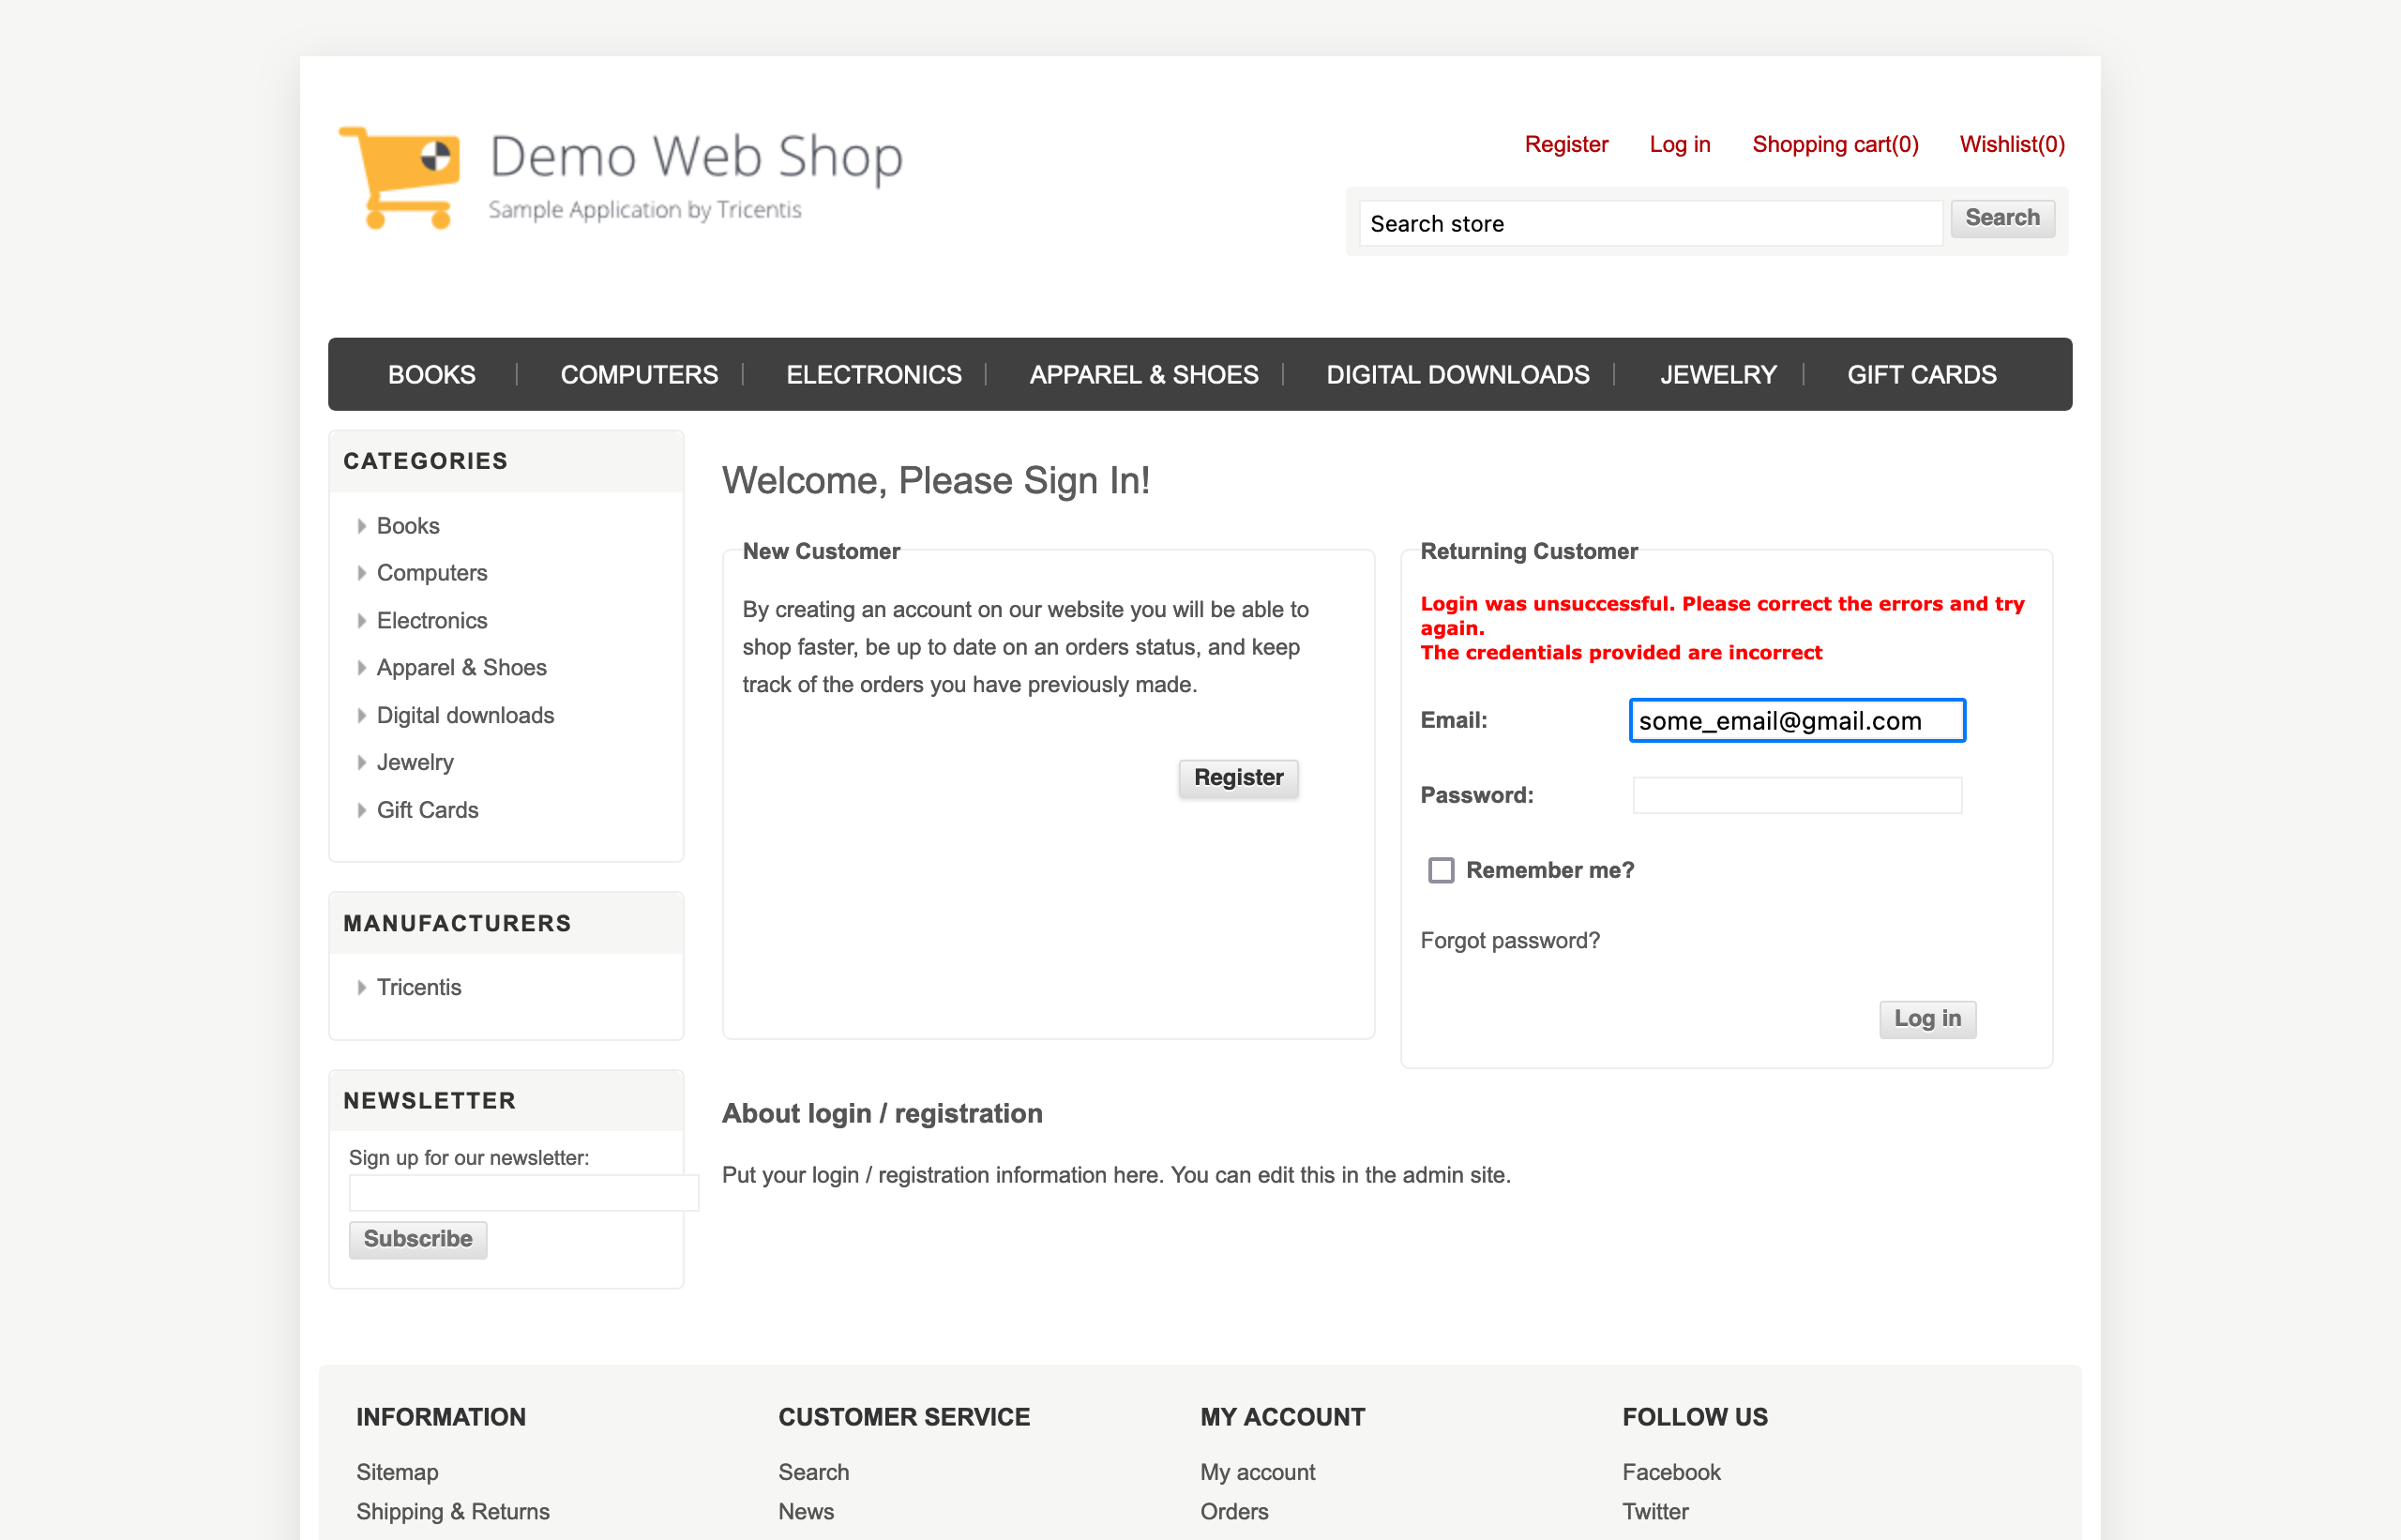 Demo Web Shop
Sample Application by Tricentis
Register Log in Shopping cart(0) Wishlist(0)
Search store Search
BOOKS COMPUTERS ELECTRONICS APPAREL & SHOES DIGITAL DOWNLOADS JEWELRY GIFT CARDS
CATEGORIES
Books
Computers
Electronics
Apparel & Shoes
Digital downloads
Jewelry
Gift Cards
MANUFACTURERS
Tricentis
NEWSLETTER
Sign up for our newsletter:
Subscribe
Welcome, Please Sign In!
New Customer
By creating an account on our website you will be able to
shop faster, be up to date on an orders status, and keep
track of the orders you have previously made.
Register
Returning Customer
Login was unsuccessful. Please correct the errors and try
again.
The credentials provided are incorrect
Email: some_email@gmail.com
Password:
Remember me?
Forgot password?
Log in
About login / registration
Put your login / registration information here. You can edit this in the admin site.
INFORMATION
Sitemap
Shipping & Returns
CUSTOMER SERVICE
Search
News
MY ACCOUNT
My account
Orders
FOLLOW US
Facebook
Twitter